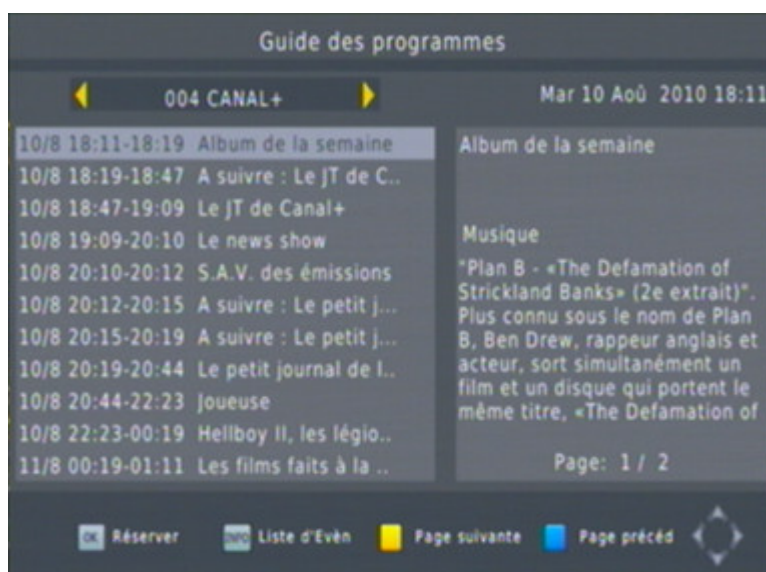 Guide des programmes
004 CANAL+
Mar 10 Aoû 2010 18:11
10/8 18:11-18:19 Album de la semaine
10/8 18:19-18:47 A suivre : Le JT de C..
10/8 18:47-19:09 Le JT de Canal+
10/8 19:09-20:10 Le news show
10/8 20:10-20:12 S.A.V. des émissions
10/8 20:12-20:15 A suivre : Le petit j...
10/8 20:15-20:19 A suivre : Le petit j...
10/8 20:19-20:44 Le petit journal de l..
10/8 20:44-22:23 Joueuse
10/8 22:23-00:19 Hellboy II, les légio..
11/8 00:19-01:11 Les films faits à la ..
Album de la semaine
Musique
"Plan B - «The Defamation of
Strickland Banks» (2e extrait)".
Plus connu sous le nom de Plan
B, Ben Drew, rappeur anglais et
acteur, sort simultanément un
film et un disque qui portent le
même titre, «The Defamation of
Page: 1 / 2
OK Réserver
INFO Liste d'Evèn
Page suivante
Page précéd